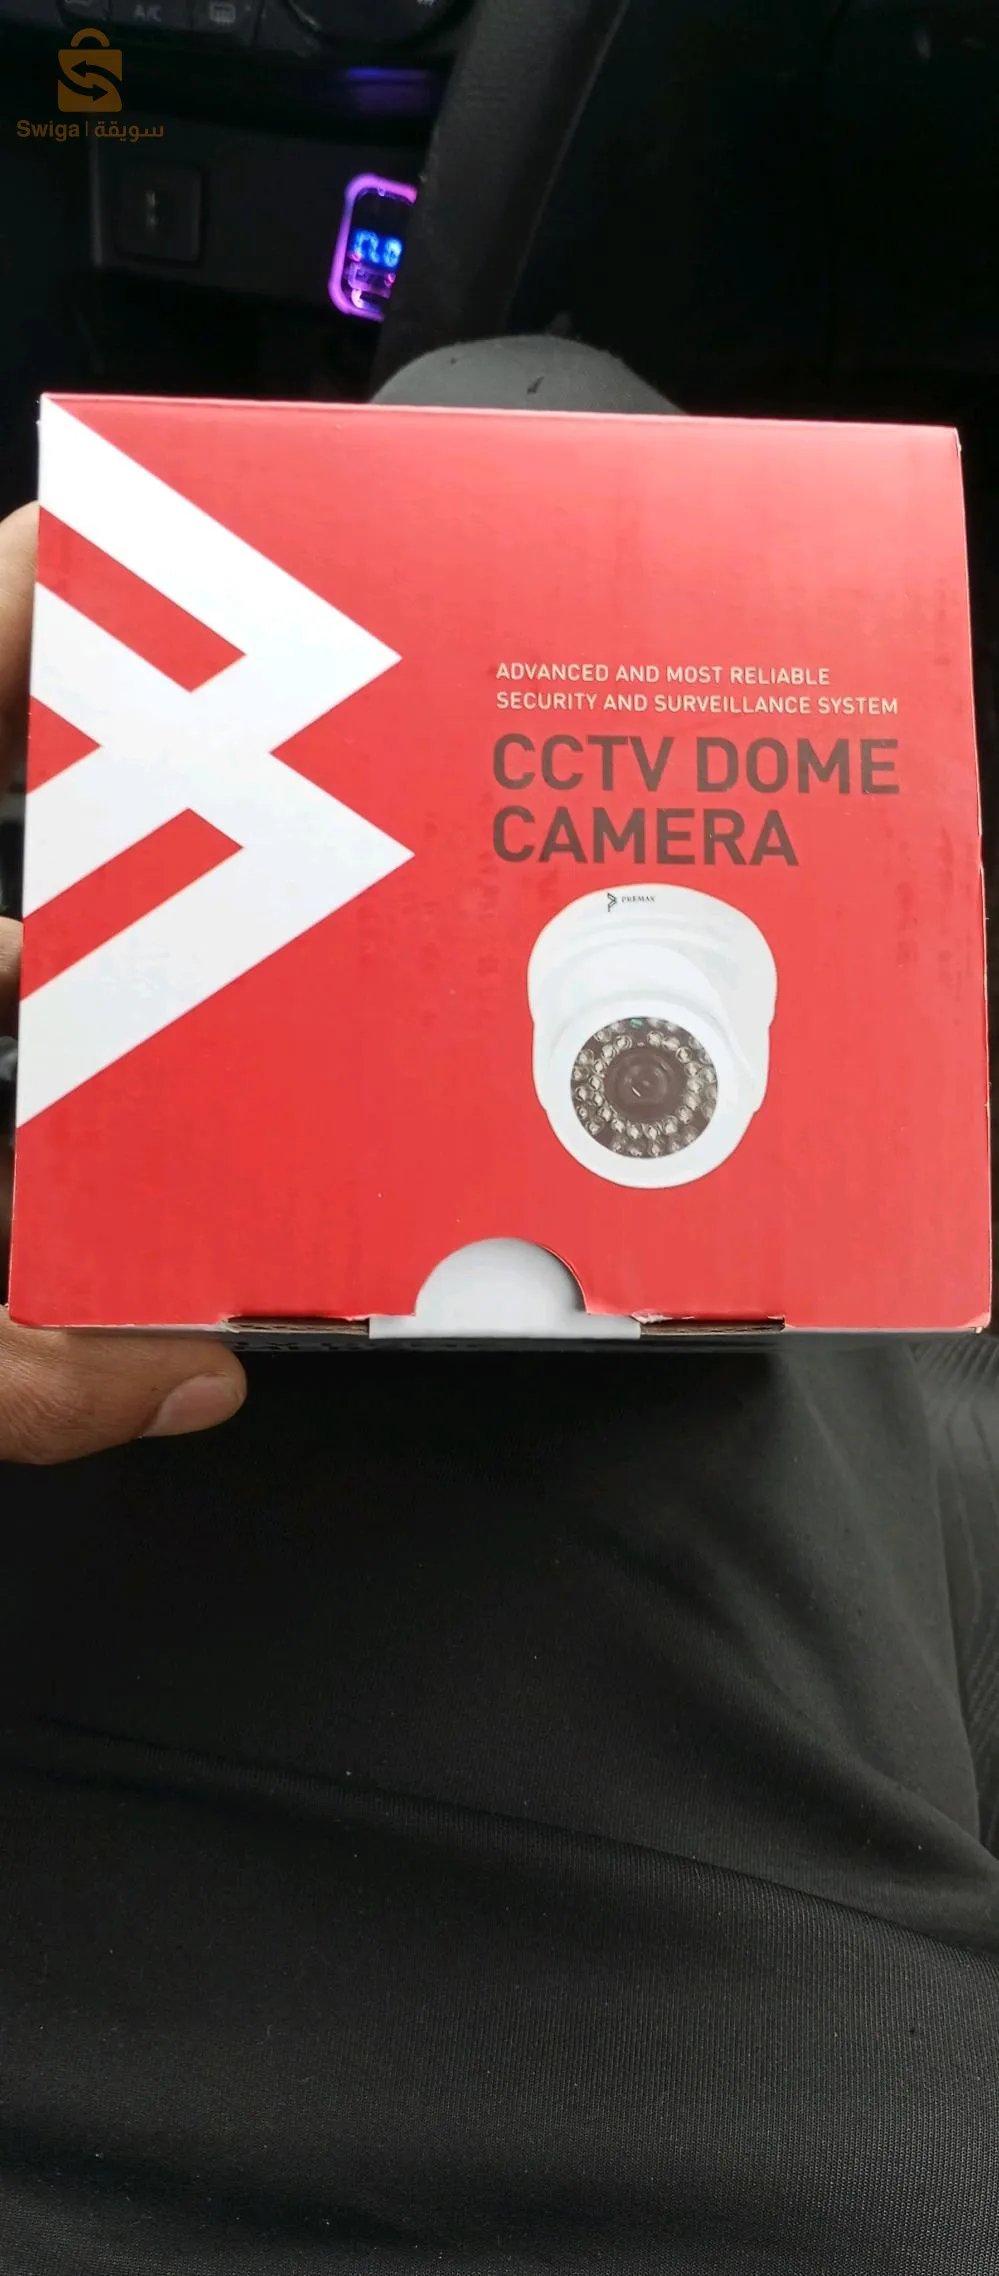 A/C
Swiga | سويقة
ADVANCED AND MOST RELIABLE
SECURITY AND SURVEILLANCE SYSTEM
CCTV DOME
CAMERA
PREMAX